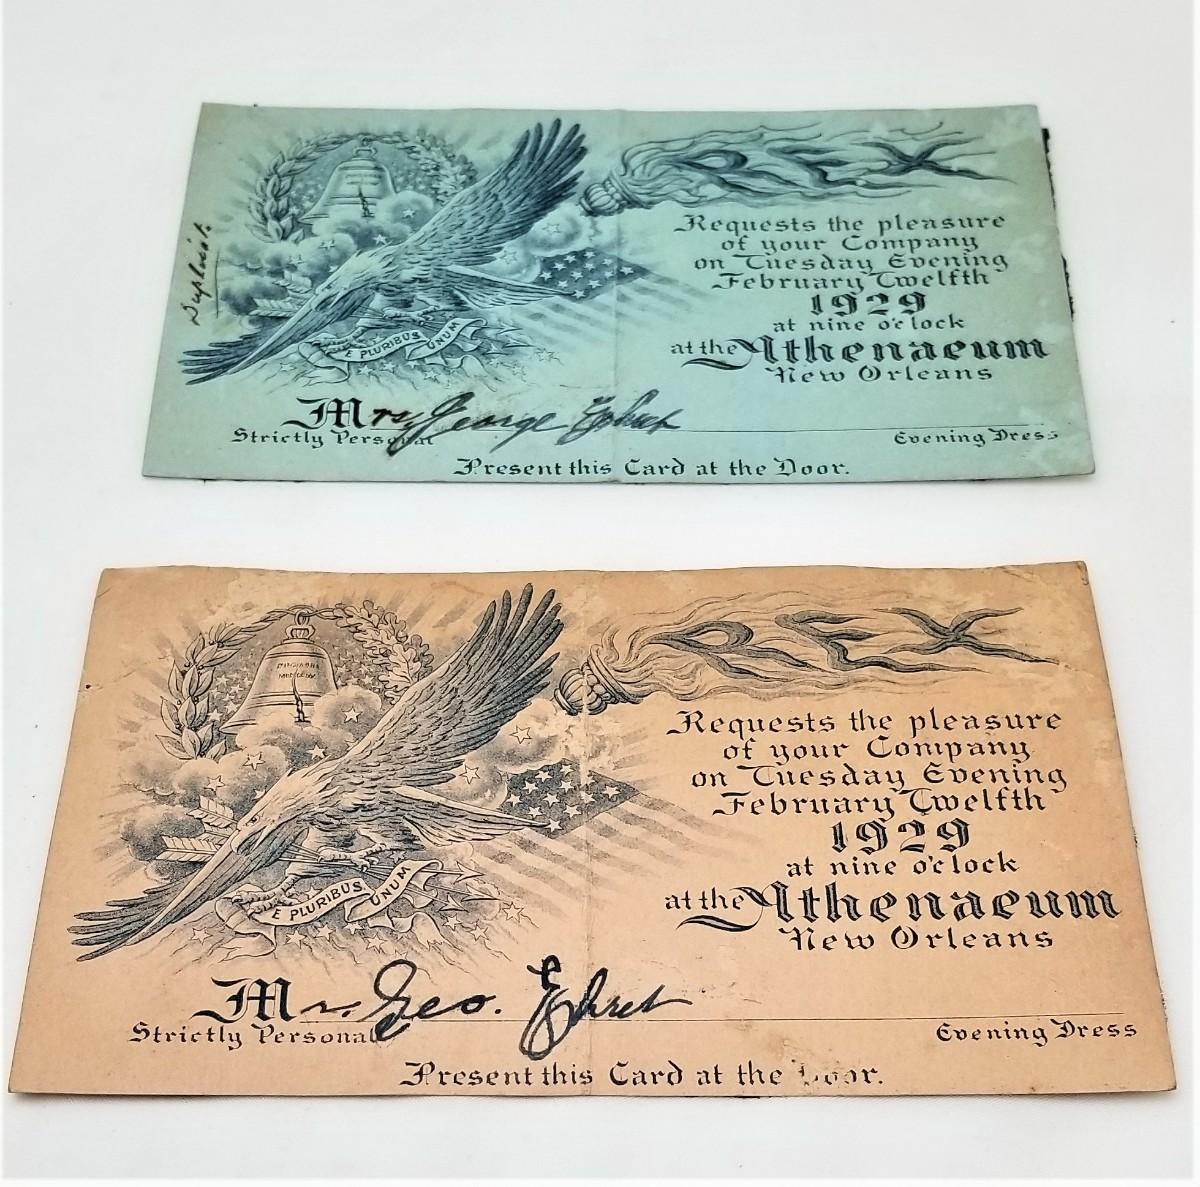 REX
Requests the pleasure
of your Company
on Tuesday Evening
February Twelfth
1929
at nine o'clock
at the Athenaeum
New Orleans
E PLURIBUS UNUM
Mrs. George Ehret
Strictly Personal
Evening Dress
Present this Card at the Door.
REX
Requests the pleasure
of your Company
on Tuesday Evening
February Twelfth
1929
at nine o'clock
at the Athenaeum
New Orleans
E PLURIBUS UNUM
Mr. Geo. Ehret
Strictly Personal
Evening Dress
Present this Card at the Door.